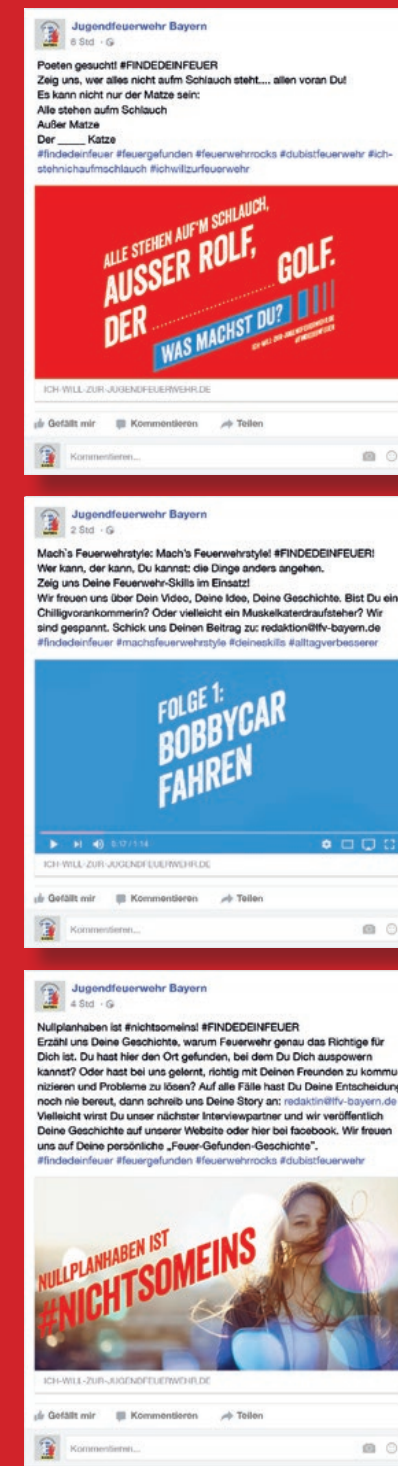 Jugendfeuerwehr Bayern
6 Std
Poeten gesucht! #FINDEDEINFEUER
Zeig uns, wer alles nicht aufm Schlauch steht.... allen voran Du!
Es kann nicht nur der Matze sein:
Alle stehen aufm Schlauch
Außer Matze
Der _____ Katze
#findedeinfeuer #feuergefunden #feuerwehrrocks #dubistfeuerwehr #ich-
stehnichaufmschlauch #ichwillzurfeuerwehr
ALLE STEHEN AUF'M SCHLAUCH,
AUSSER ROLF,
DER .................... GOLF.
WAS MACHST DU?
ICH-WILL-ZUR-JUGENDFEUERWEHR.DE
#FINDEDEINFEUER
ICH-WILL-ZUR-JUGENDFEUERWEHR.DE
Gefällt mir Kommentieren Teilen
Kommentieren...
Jugendfeuerwehr Bayern
2 Std
Mach`s Feuerwehrstyle: Mach's Feuerwehrstyle! #FINDEDEINFEUER!
Wer kann, der kann, Du kannst: die Dinge anders angehen.
Zeig uns Deine Feuerwehr-Skills im Einsatz!
Wir freuen uns über Dein Video, Deine Idee, Deine Geschichte. Bist Du ein
Chilligvorankommerin? Oder vielleicht ein Muskelkaterdraufsteher? Wir
sind gespannt. Schick uns Deinen Beitrag zu: redaktion@lfv-bayern.de
#findedeinfeuer #machsfeuerwehrstyle #deineskills #alltagverbesserer
FOLGE 1:
BOBBYCAR
FAHREN
0:17/1:14
ICH-WILL-ZUR-JUGENDFEUERWEHR.DE
Gefällt mir Kommentieren Teilen
Kommentieren...
Jugendfeuerwehr Bayern
4 Std
Nullplanhaben ist #nichtsomeins! #FINDEDEINFEUER
Erzähl uns Deine Geschichte, warum Feuerwehr genau das Richtige für
Dich ist. Du hast hier den Ort gefunden, bei dem Du Dich auspowern
kannst? Oder hast bei uns gelernt, richtig mit Deinen Freunden zu kommu
nizieren und Probleme zu lösen? Auf alle Fälle hast Du Deine Entscheidung
noch nie bereut, dann schreib uns Deine Story an: redaktin@lfv-bayern.de
Vielleicht wirst Du unser nächster Interviewpartner und wir veröffentlich
Deine Geschichte auf unserer Website oder hier bei facebook. Wir freuen
uns auf Deine persönliche „Feuer-Gefunden-Geschichte".
#findedeinfeuer #feuergefunden #feuerwehrrocks #dubistfeuerwehr
NULLPLANHABEN IST
#NICHTSOMEINS
ICH-WILL-ZUR-JUGENDFEUERWEHR.DE
Gefällt mir Kommentieren Teilen
Kommentieren...